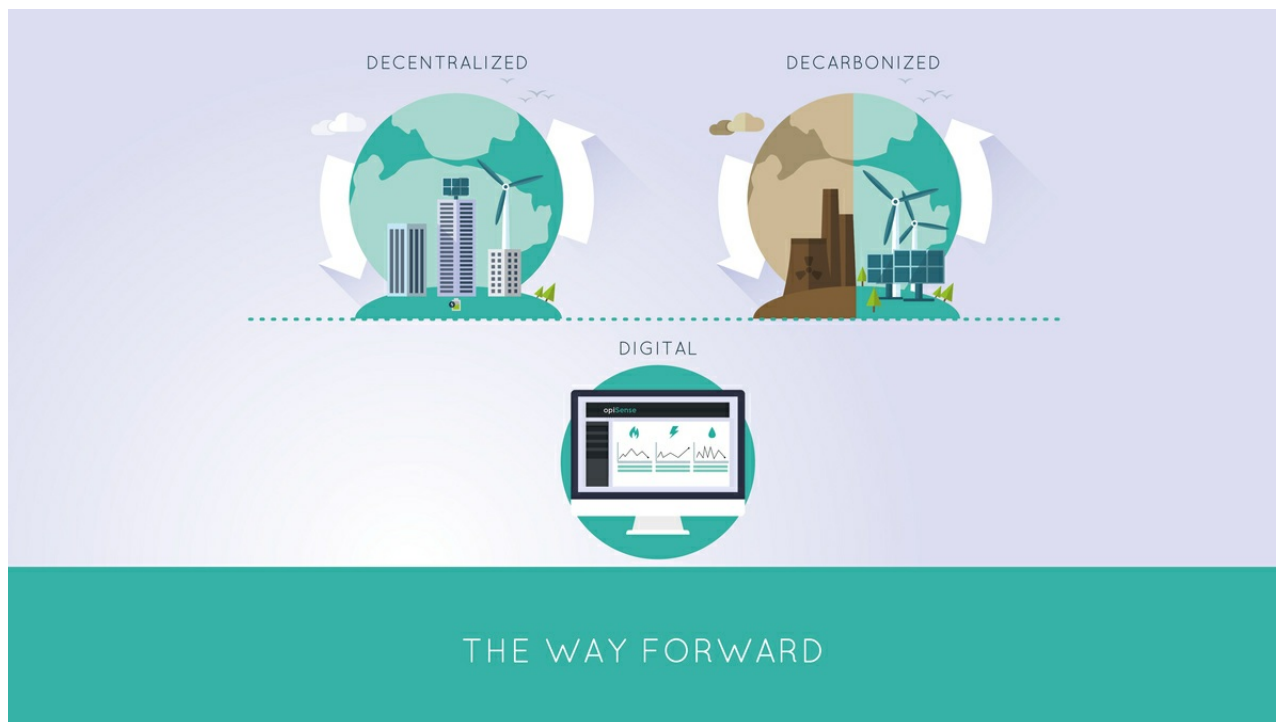 DECENTRALIZED
DECARBONIZED
DIGITAL
opiSense
THE WAY FORWARD